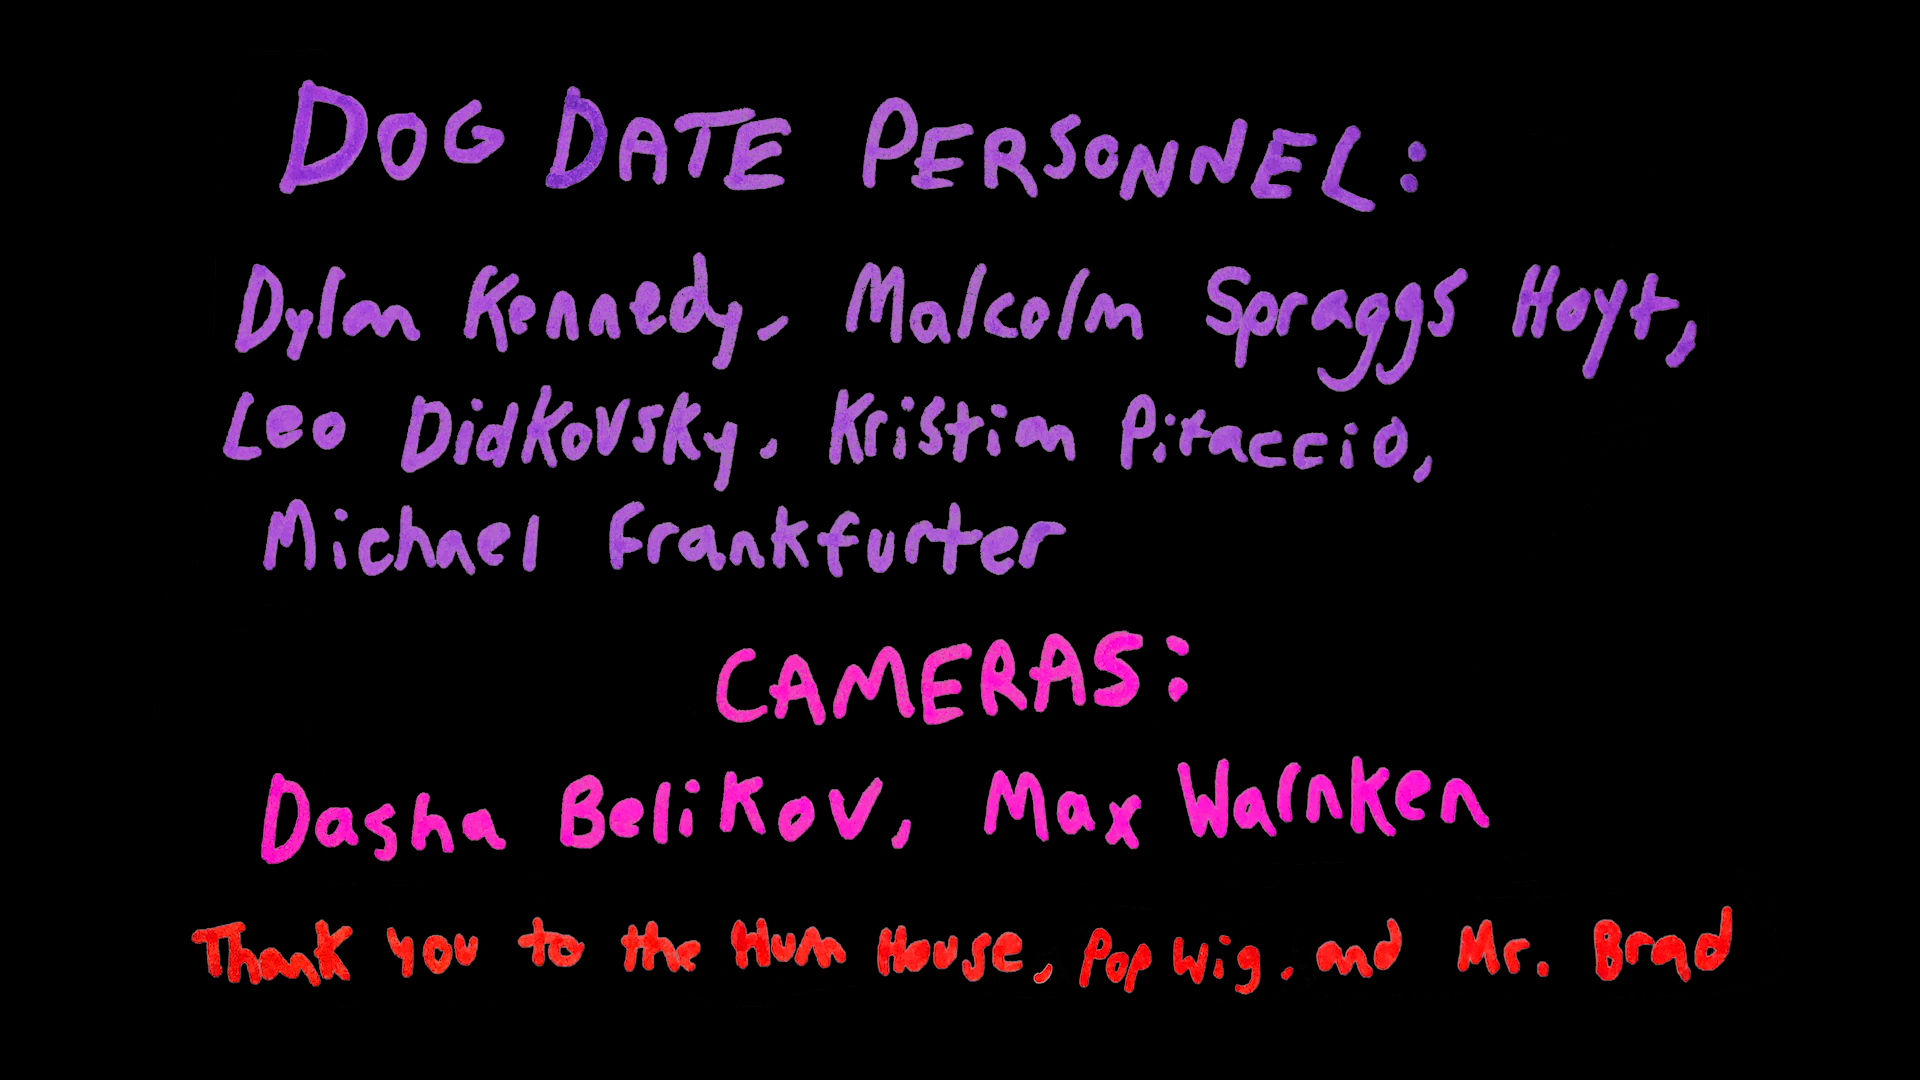 DOG DATE PERSONNEL:
Dylan Kennedy, Malcolm Spraggs Hoyt,
Leo Didkovsky, Kristian Pitaccio,
Michael Frankfurter
CAMERAS:
Dasha Belikov, Max Warnken
Thank you to the Hum House, Pop Wig, and Mr. Brad